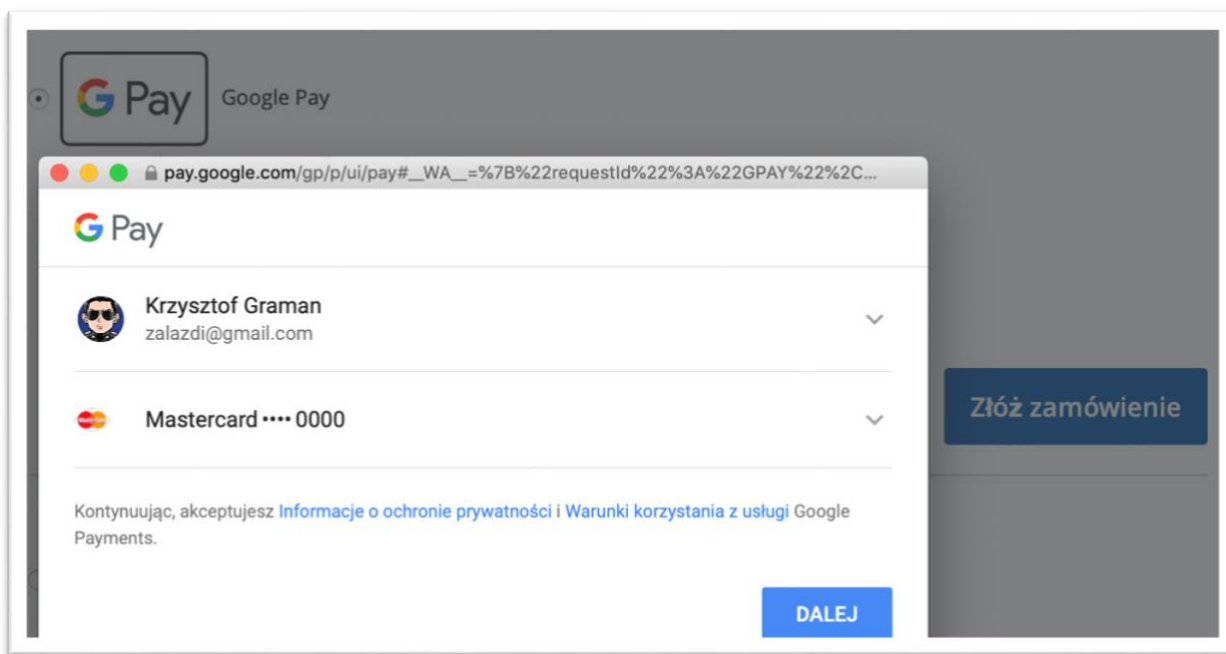 G Pay Google Pay
pay.google.com/gp/p/ui/pay#__WA__=%7B%22requestId%22%3A%22GPAY%22%2C...
G Pay
Krzysztof Graman
zalazdi@gmail.com
Mastercard •••• 0000
Złóż zamówienie
Kontynuując, akceptujesz Informacje o ochronie prywatności i Warunki korzystania z usługi Google
Payments.
DALEJ